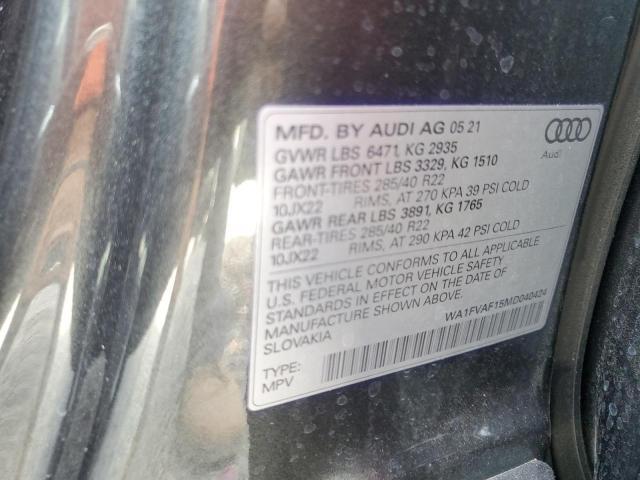 MFD. BY AUDI AG 05 21
GVWR LBS 6471, KG 2935
GAWR FRONT LBS 3329, KG 1510
FRONT-TIRES 285/40 R22
10JX22 RIMS, AT 270 KPA 39 PSI COLD
GAWR REAR LBS 3891, KG 1765
REAR-TIRES 285/40 R22
10JX22 RIMS, AT 290 KPA 42 PSI COLD
THIS VEHICLE CONFORMS TO ALL APPLICABLE
U.S. FEDERAL MOTOR VEHICLE SAFETY
STANDARDS IN EFFECT ON THE DATE OF
MANUFACTURE SHOWN ABOVE.
SLOVAKIA
WA1FVAF15MD040424
TYPE:
MPV
Audi